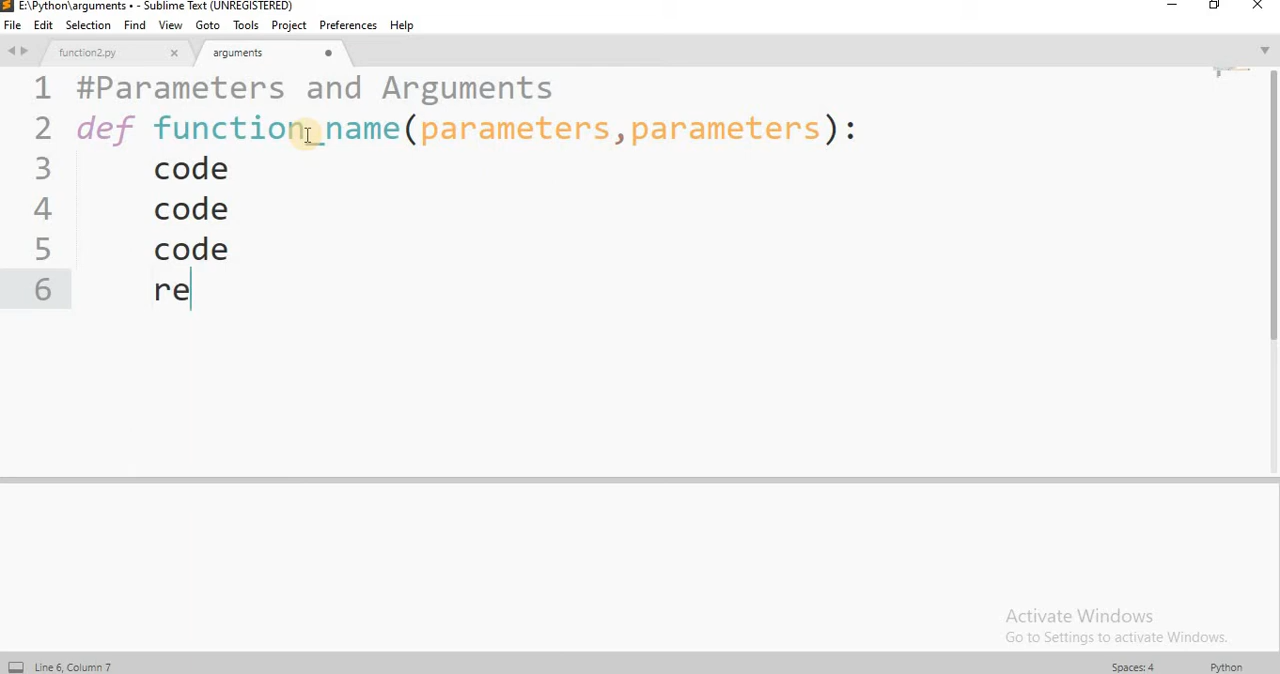 E:\Python\arguments • - Sublime Text (UNREGISTERED)
File Edit Selection Find View Goto Tools Project Preferences Help
function2.py arguments
1 #Parameters and Arguments
2 def function_name(parameters,parameters):
3 code
4 code
5 code
6 re
Activate Windows
Go to Settings to activate Windows.
Line 6, Column 7 Spaces: 4 Python